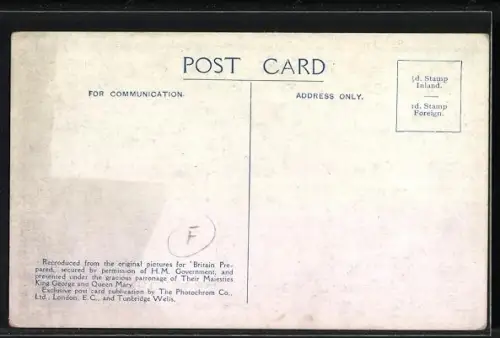 POST CARD
FOR COMMUNICATION.
ADDRESS ONLY.
½d. Stamp
Inland.
1d. Stamp
Foreign.
F
Reproduced from the original pictures for "Britain Pre-
pared," secured by permission of H.M. Government, and
presented under the gracious patronage of Their Majesties
King George and Queen Mary.
Exclusive post card publication by The Photochrom Co.,
Ltd., London, E.C., and Tunbridge Wells.